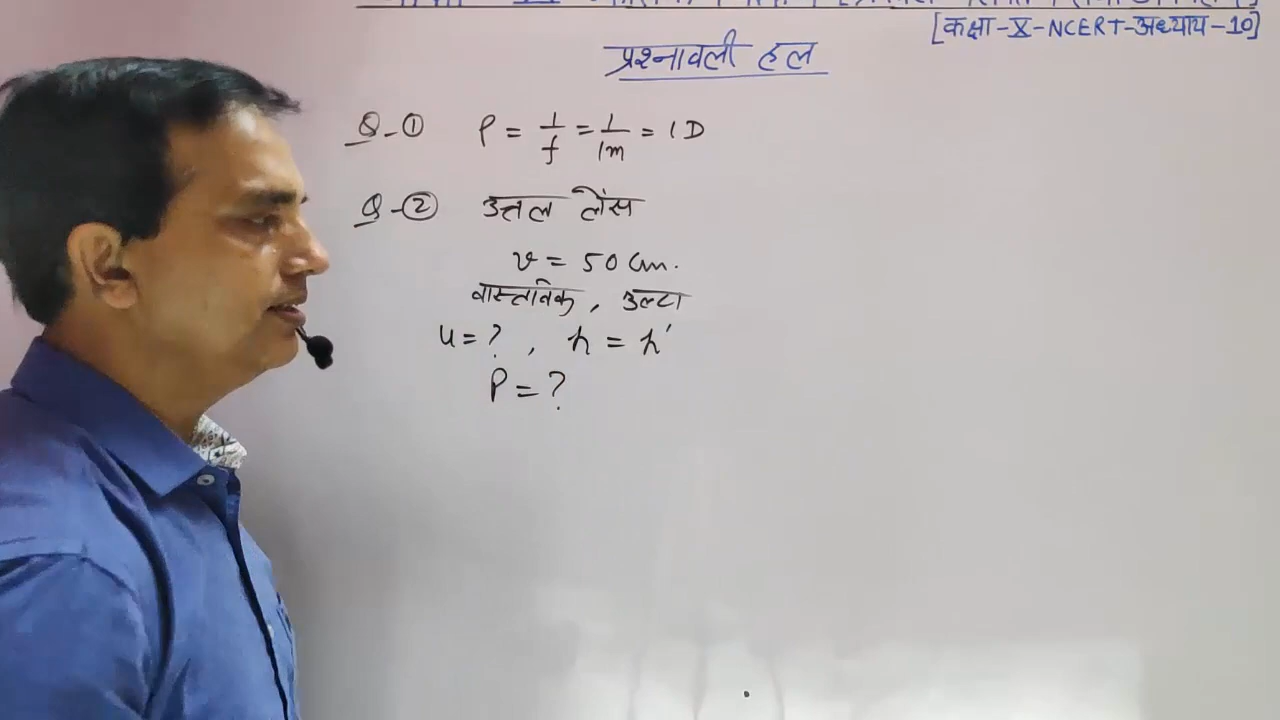 [कक्षा-X-NCERT-अध्याय-10]
प्रश्नावली हल
Q-① P = 1/f = 1/1m = 1D
Q-② उत्तल लेंस
v = 50 cm.
वास्तविक, उल्टा
u = ?, h = h'
P = ?